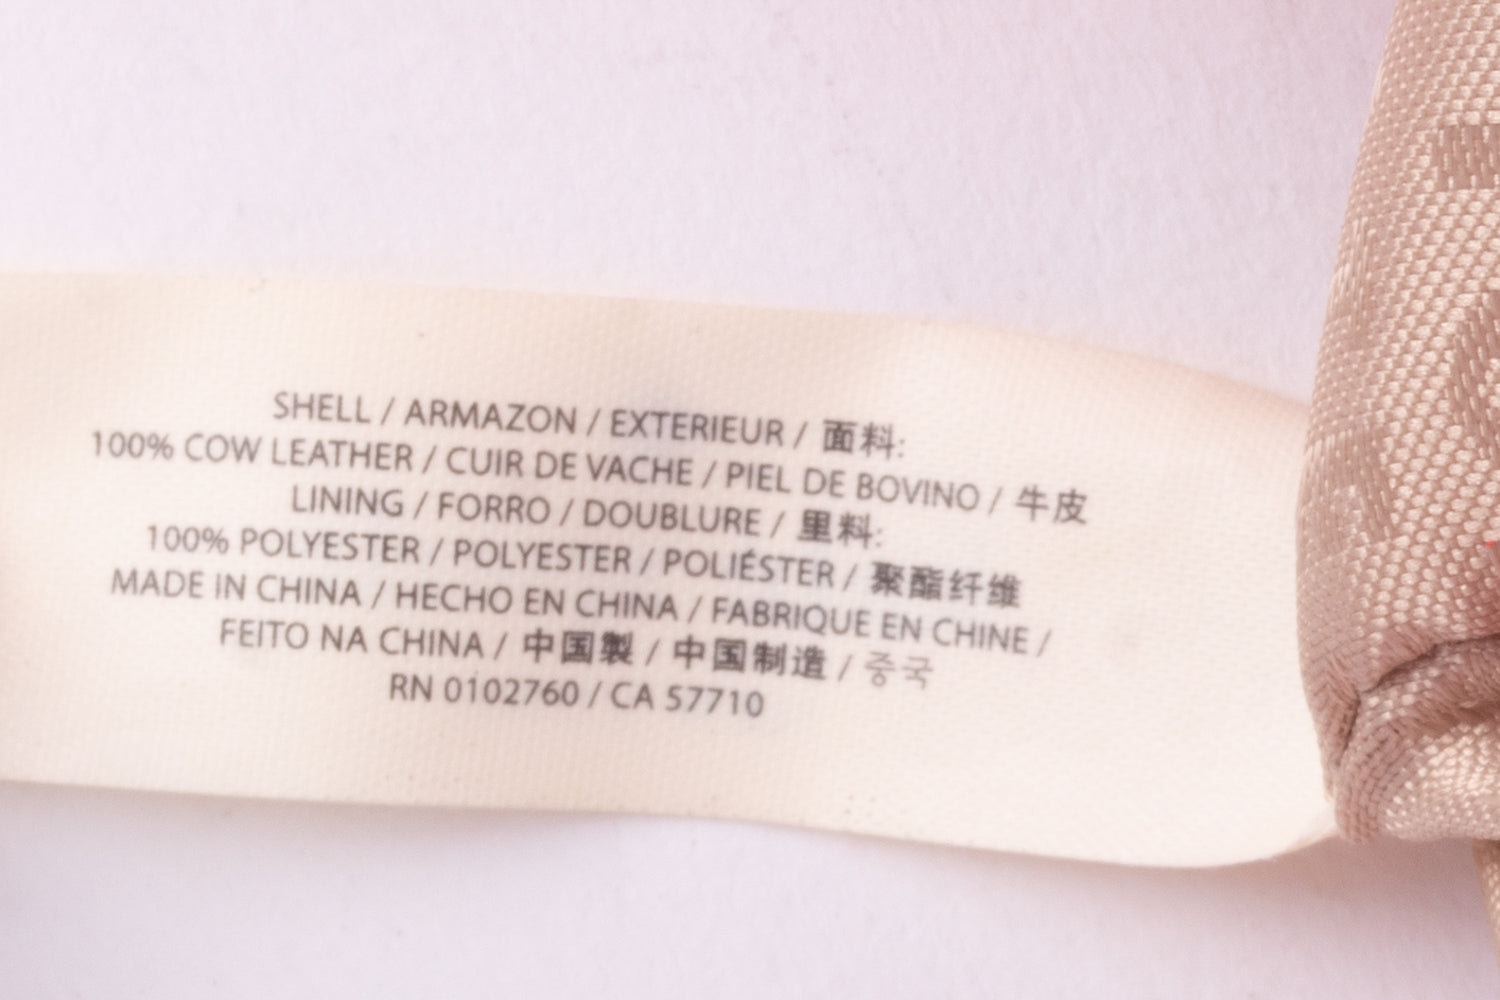 SHELL / ARMAZON / EXTERIEUR / 面料:
100% COW LEATHER / CUIR DE VACHE / PIEL DE BOVINO / 牛皮
LINING / FORRO / DOUBLURE / 里料:
100% POLYESTER / POLYESTER / POLIÉSTER / 聚酯纤维
MADE IN CHINA / HECHO EN CHINA / FABRIQUE EN CHINE /
FEITO NA CHINA / 中国製 / 中国制造 / 중국
RN 0102760 / CA 57710